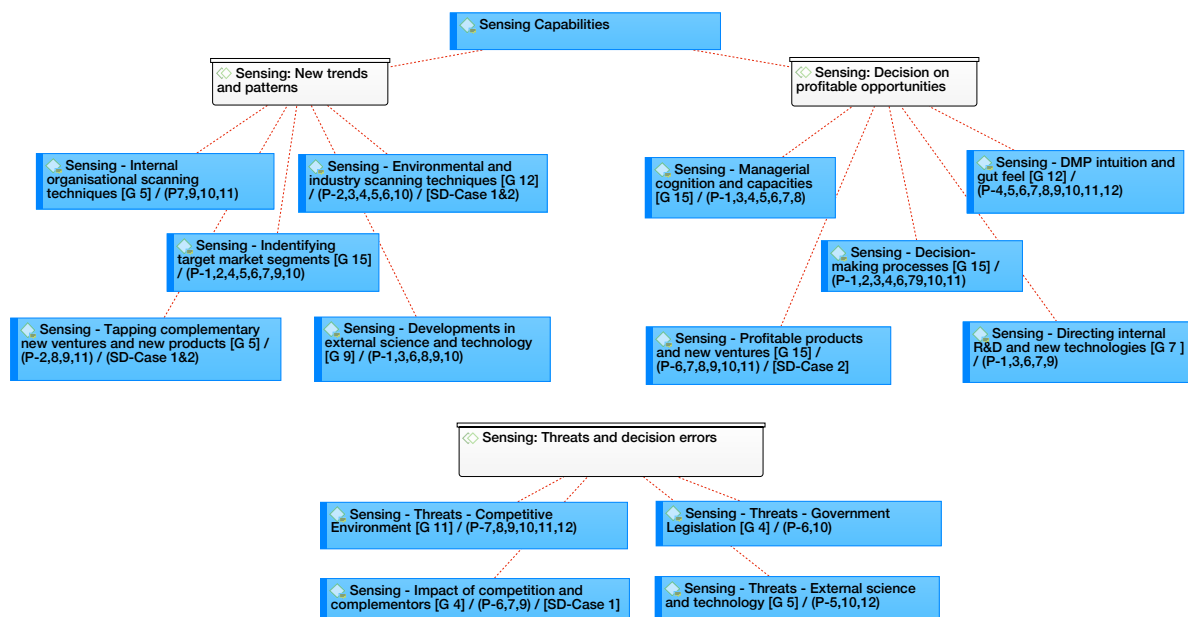 Sensing Capabilities
Sensing: New trends
and patterns
Sensing: Decision on
profitable opportunities
Sensing - Internal
organisational scanning
techniques [G 5] / (P7,9,10,11)
Sensing - Environmental and
industry scanning techniques [G 12]
/ (P-2,3,4,5,6,10) / [SD-Case 1&2)
Sensing - Managerial
cognition and capacities
[G 15] / (P-1,3,4,5,6,7,8)
Sensing - DMP intuition and
gut feel [G 12] /
(P-4,5,6,7,8,9,10,11,12)
Sensing - Indentifying
target market segments [G 15]
/ (P-1,2,4,5,6,7,9,10)
Sensing - Decision-
making processes [G 15] /
(P-1,2,3,4,6,79,10,11)
Sensing - Tapping complementary
new ventures and new products [G 5] /
(P-2,8,9,11) / (SD-Case 1&2)
Sensing - Developments in
external science and technology
[G 9] / (P-1,3,6,8,9,10)
Sensing - Profitable products
and new ventures [G 15] /
(P-6,7,8,9,10,11) / [SD-Case 2]
Sensing - Directing internal
R&D and new technologies [G 7 ]
/ (P-1,3,6,7,9)
Sensing: Threats and decision errors
Sensing - Threats - Competitive
Environment [G 11] / (P-7,8,9,10,11,12)
Sensing - Threats - Government
Legislation [G 4] / (P-6,10)
Sensing - Impact of competition and
complementors [G 4] / (P-6,7,9) / [SD-Case 1]
Sensing - Threats - External science
and technology [G 5] / (P-5,10,12)